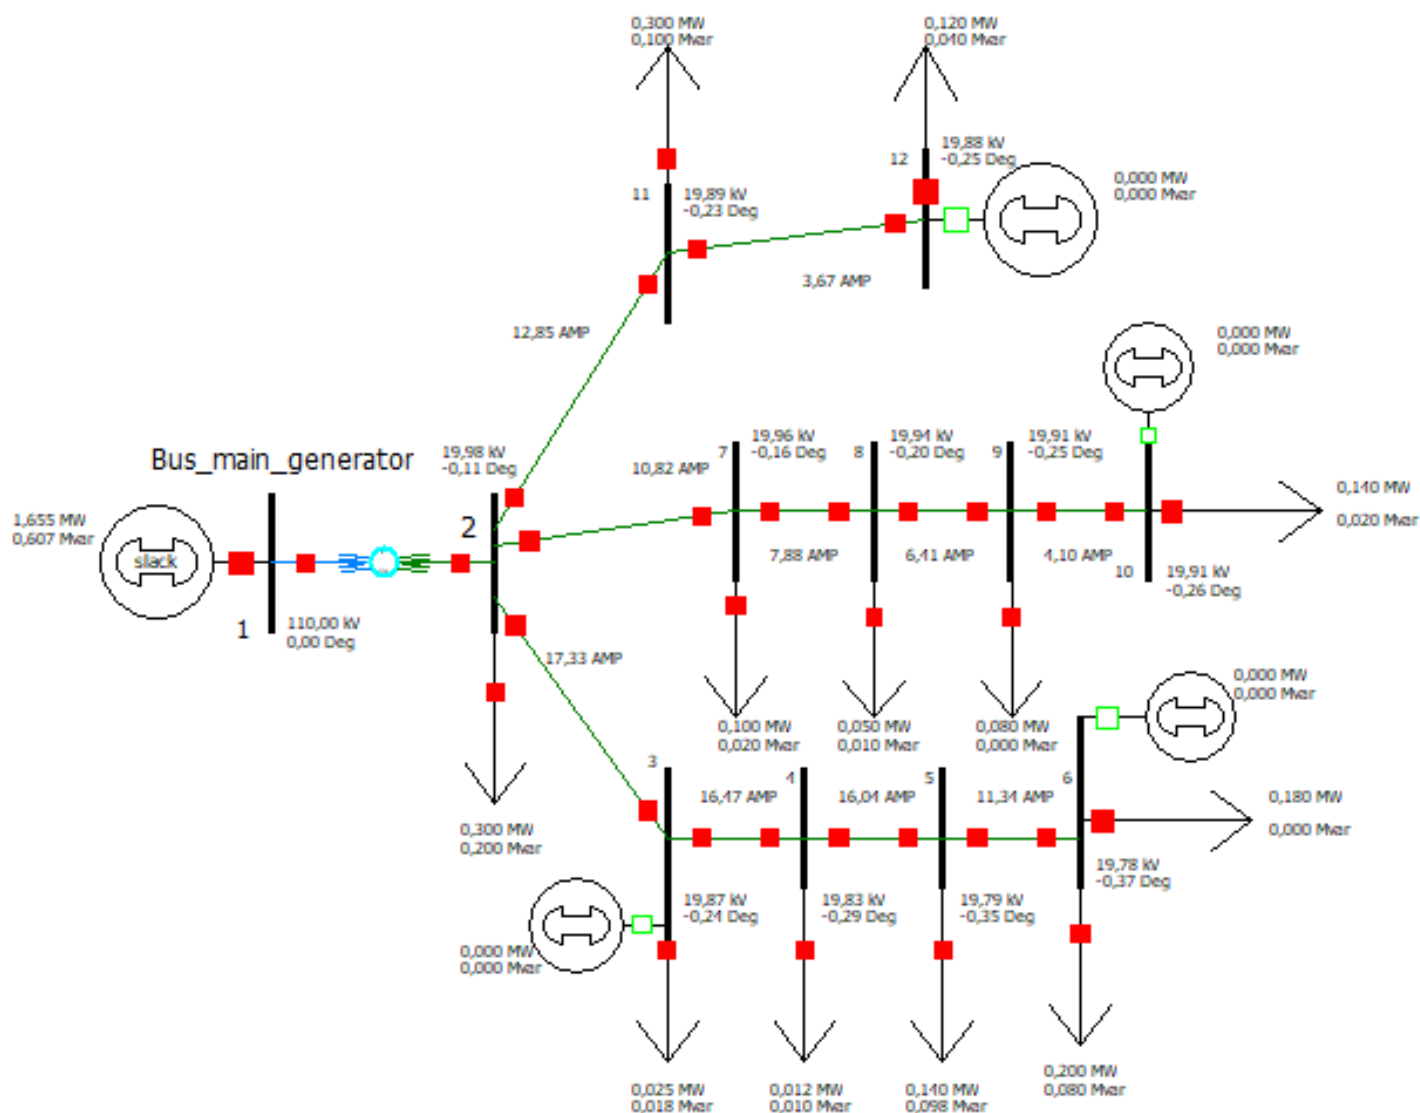 0,300 MW
0,100 Mvar
0,120 MW
0,040 Mvar
12
19,88 kV
-0,25 Deg
0,000 MW
0,000 Mvar
11
19,89 kV
-0,23 Deg
3,67 AMP
12,85 AMP
0,000 MW
0,000 Mvar
Bus_main_generator
19,98 kV
-0,11 Deg
10,82 AMP
7
19,96 kV
-0,16 Deg
8
19,94 kV
-0,20 Deg
9
19,91 kV
-0,25 Deg
0,140 MW
0,020 Mvar
1,655 MW
0,607 Mvar
slack
2
7,88 AMP
6,41 AMP
4,10 AMP
10
19,91 kV
-0,26 Deg
1
110,00 kV
0,00 Deg
17,33 AMP
0,000 MW
0,000 Mvar
0,100 MW
0,020 Mvar
0,050 MW
0,010 Mvar
0,080 MW
0,000 Mvar
3
16,47 AMP
4
16,04 AMP
5
11,34 AMP
6
0,180 MW
0,000 Mvar
0,300 MW
0,200 Mvar
19,87 kV
-0,24 Deg
19,83 kV
-0,29 Deg
19,79 kV
-0,35 Deg
19,78 kV
-0,37 Deg
0,000 MW
0,000 Mvar
0,025 MW
0,018 Mvar
0,012 MW
0,010 Mvar
0,140 MW
0,098 Mvar
0,200 MW
0,080 Mvar